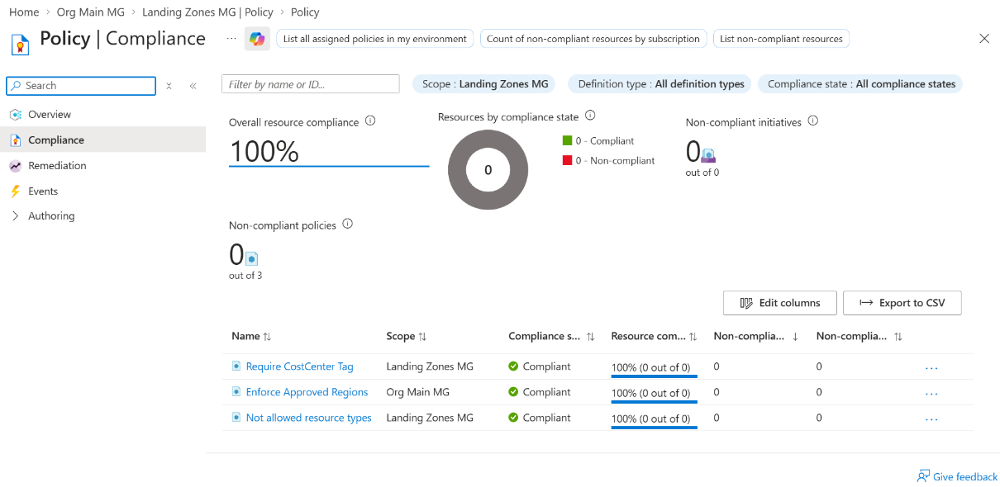 Home > Org Main MG > Landing Zones MG | Policy > Policy
Policy | Compliance ...
List all assigned policies in my environment
Count of non-compliant resources by subscription
List non-compliant resources
Search
Overview
Compliance
Remediation
Events
Authoring
Filter by name or ID...
Scope : Landing Zones MG
Definition type : All definition types
Compliance state : All compliance states
Overall resource compliance
100%
Resources by compliance state
0
0 - Compliant
0 - Non-compliant
Non-compliant initiatives
0
out of 0
Non-compliant policies
0
out of 3
Edit columns
Export to CSV
Name Scope Compliance s... Resource com... Non-complia... Non-complia...
Require CostCenter Tag Landing Zones MG Compliant 100% (0 out of 0) 0 0 ...
Enforce Approved Regions Org Main MG Compliant 100% (0 out of 0) 0 0 ...
Not allowed resource types Landing Zones MG Compliant 100% (0 out of 0) 0 0 ...
Give feedback